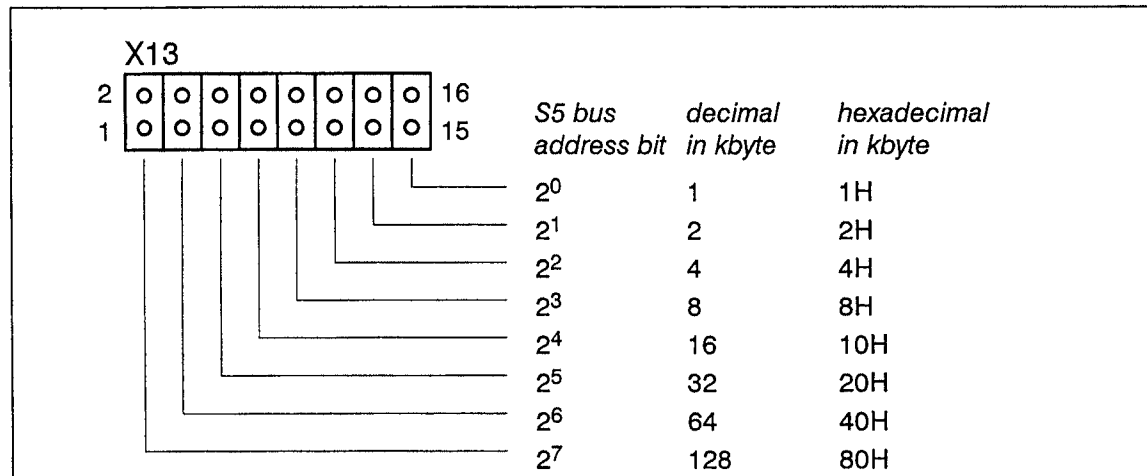 X13
2 16
1 15
S5 bus decimal hexadecimal
address bit in kbyte in kbyte
2⁰ 1 1H
2¹ 2 2H
2² 4 4H
2³ 8 8H
2⁴ 16 10H
2⁵ 32 20H
2⁶ 64 40H
2⁷ 128 80H